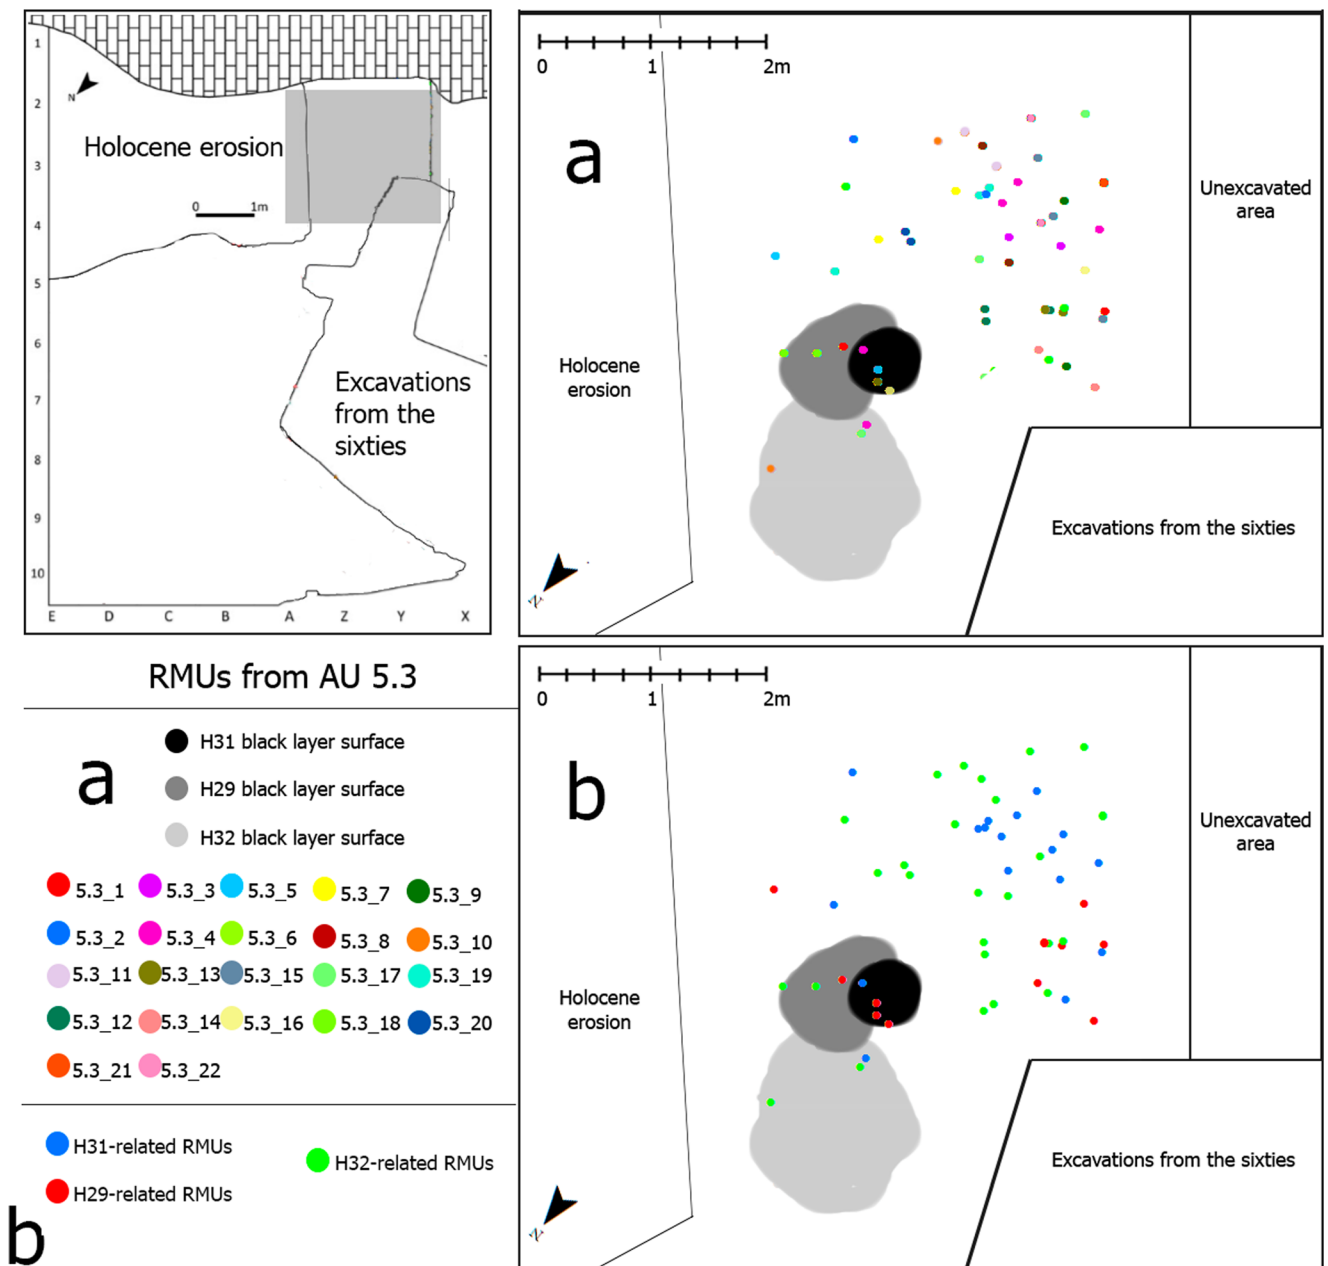 1
2
3
4
5
6
7
8
9
10
N
Holocene erosion
0 1m
Excavations
from the
sixties
E D C B A Z Y X
0 1 2m
a
Unexcavated
area
Holocene
erosion
Excavations from the sixties
N
RMUs from AU 5.3
a
H31 black layer surface
H29 black layer surface
H32 black layer surface
5.3_1 5.3_3 5.3_5 5.3_7 5.3_9
5.3_2 5.3_4 5.3_6 5.3_8 5.3_10
5.3_11 5.3_13 5.3_15 5.3_17 5.3_19
5.3_12 5.3_14 5.3_16 5.3_18 5.3_20
5.3_21 5.3_22
H31-related RMUs
H32-related RMUs
H29-related RMUs
b
0 1 2m
b
Unexcavated
area
Holocene
erosion
Excavations from the sixties
N